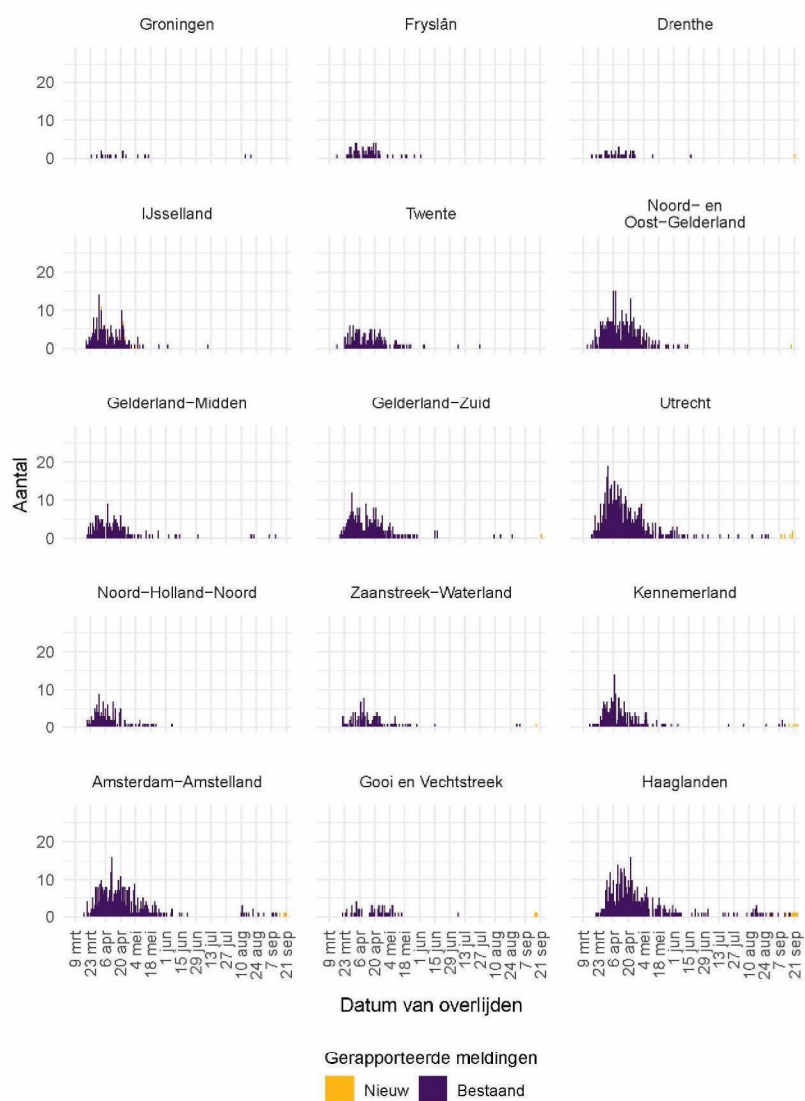 Groningen Fryslân Drenthe
20
10
0
IJsselland Twente Noord- en
Oost-Gelderland
20
10
0
Gelderland-Midden Gelderland-Zuid Utrecht
Aantal
20
10
0
Noord-Holland-Noord Zaanstreek-Waterland Kennemerland
20
10
0
Amsterdam-Amstelland Gooi en Vechtstreek Haaglanden
20
10
0
9 mrt
23 mrt
6 apr
20 apr
4 mei
18 mei
1 jun
15 jun
29 jun
13 jul
27 jul
10 aug
24 aug
7 sep
21 sep
9 mrt
23 mrt
6 apr
20 apr
4 mei
18 mei
1 jun
15 jun
29 jun
13 jul
27 jul
10 aug
24 aug
7 sep
21 sep
9 mrt
23 mrt
6 apr
20 apr
4 mei
18 mei
1 jun
15 jun
29 jun
13 jul
27 jul
10 aug
24 aug
7 sep
21 sep
Datum van overlijden
Gerapporteerde meldingen
Nieuw Bestaand